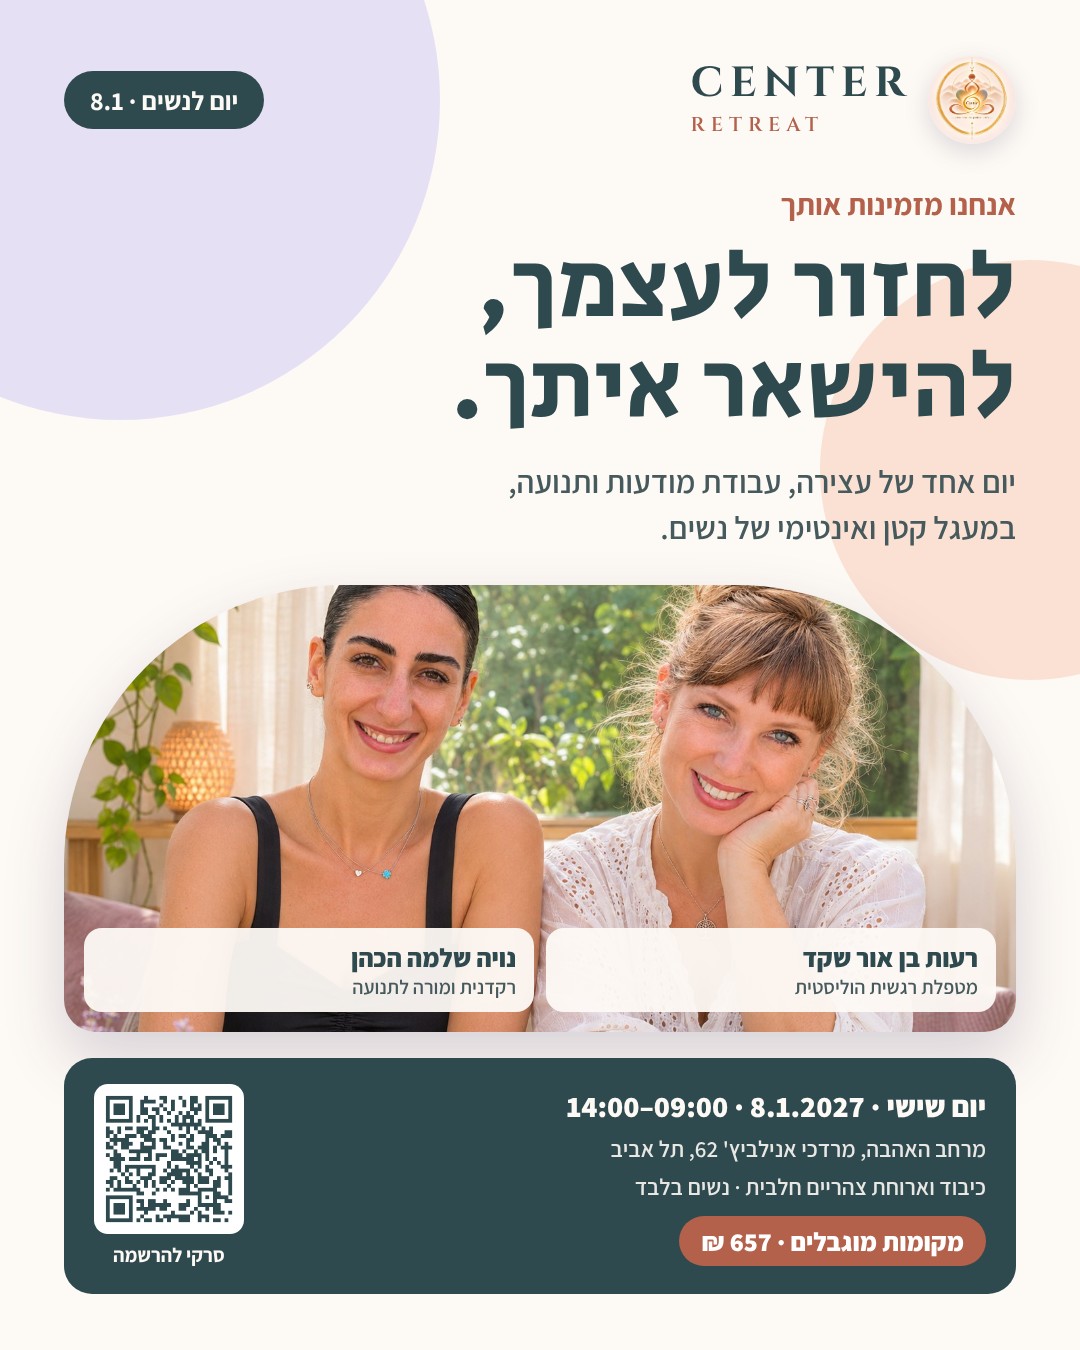 CENTER
RETREAT
יום לנשים · 8.1
אנחנו מזמינות אותך
לחזור לעצמך,
להישאר איתך.
יום אחד של עצירה, עבודת מודעות ותנועה,
במעגל קטן ואינטימי של נשים.
רעות בן אור שקד
מטפלת רגשית הוליסטית
נויה שלמה הכהן
רקדנית ומורה לתנועה
יום שישי · 8.1.2027 · 09:00–14:00
מרחב האהבה, מרדכי אנילביץ' 62, תל אביב
כיבוד וארוחת צהריים חלבית · נשים בלבד
מקומות מוגבלים · 657 ₪
סרקי להרשמה